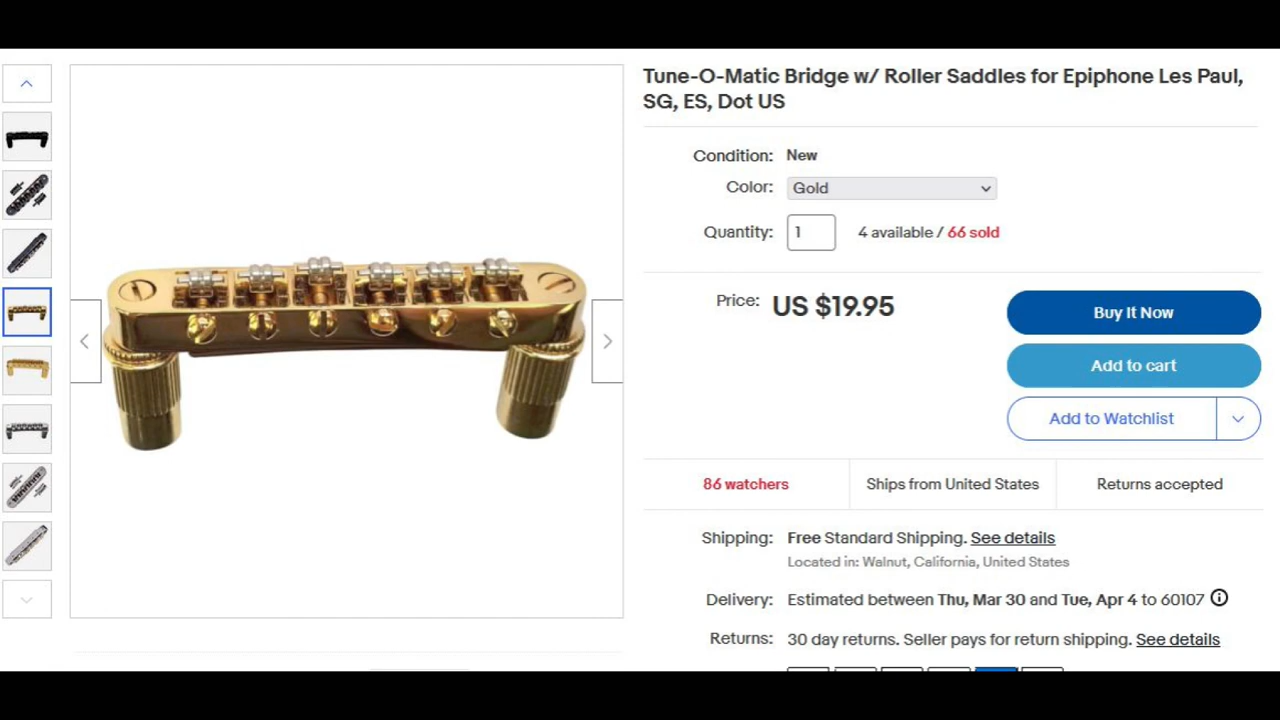 Tune-O-Matic Bridge w/ Roller Saddles for Epiphone Les Paul,
SG, ES, Dot US
Condition: New
Color: Gold
Quantity: 1 4 available / 66 sold
Price: US $19.95
Buy It Now
Add to cart
Add to Watchlist
86 watchers Ships from United States Returns accepted
Shipping: Free Standard Shipping. See details
Located in: Walnut, California, United States
Delivery: Estimated between Thu, Mar 30 and Tue, Apr 4 to 60107
Returns: 30 day returns. Seller pays for return shipping. See details